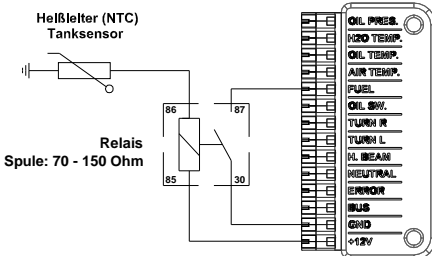 Heißleiter (NTC)
Tanksensor
86
87
Relais
Spule: 70 - 150 Ohm
85
30
OIL PRES.
H2O TEMP.
OIL TEMP.
AIR TEMP.
FUEL
OIL SW.
TURN R
TURN L
H. BEAM
NEUTRAL
ERROR
BUS
GND
+12V